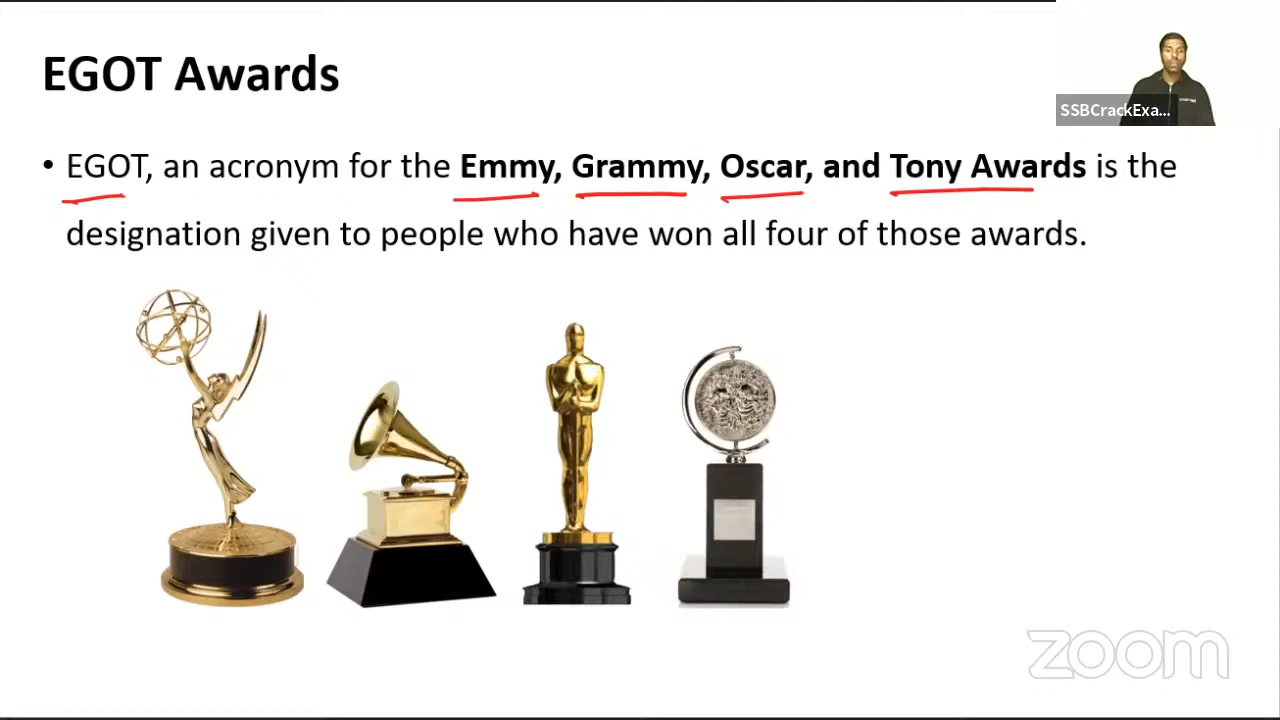 EGOT Awards
SSBCrackExa...
• EGOT, an acronym for the Emmy, Grammy, Oscar, and Tony Awards is the
designation given to people who have won all four of those awards.
zoom